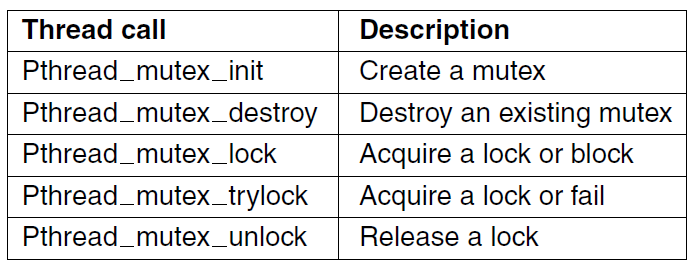 Thread call Description
Pthread_mutex_init Create a mutex
Pthread_mutex_destroy Destroy an existing mutex
Pthread_mutex_lock Acquire a lock or block
Pthread_mutex_trylock Acquire a lock or fail
Pthread_mutex_unlock Release a lock